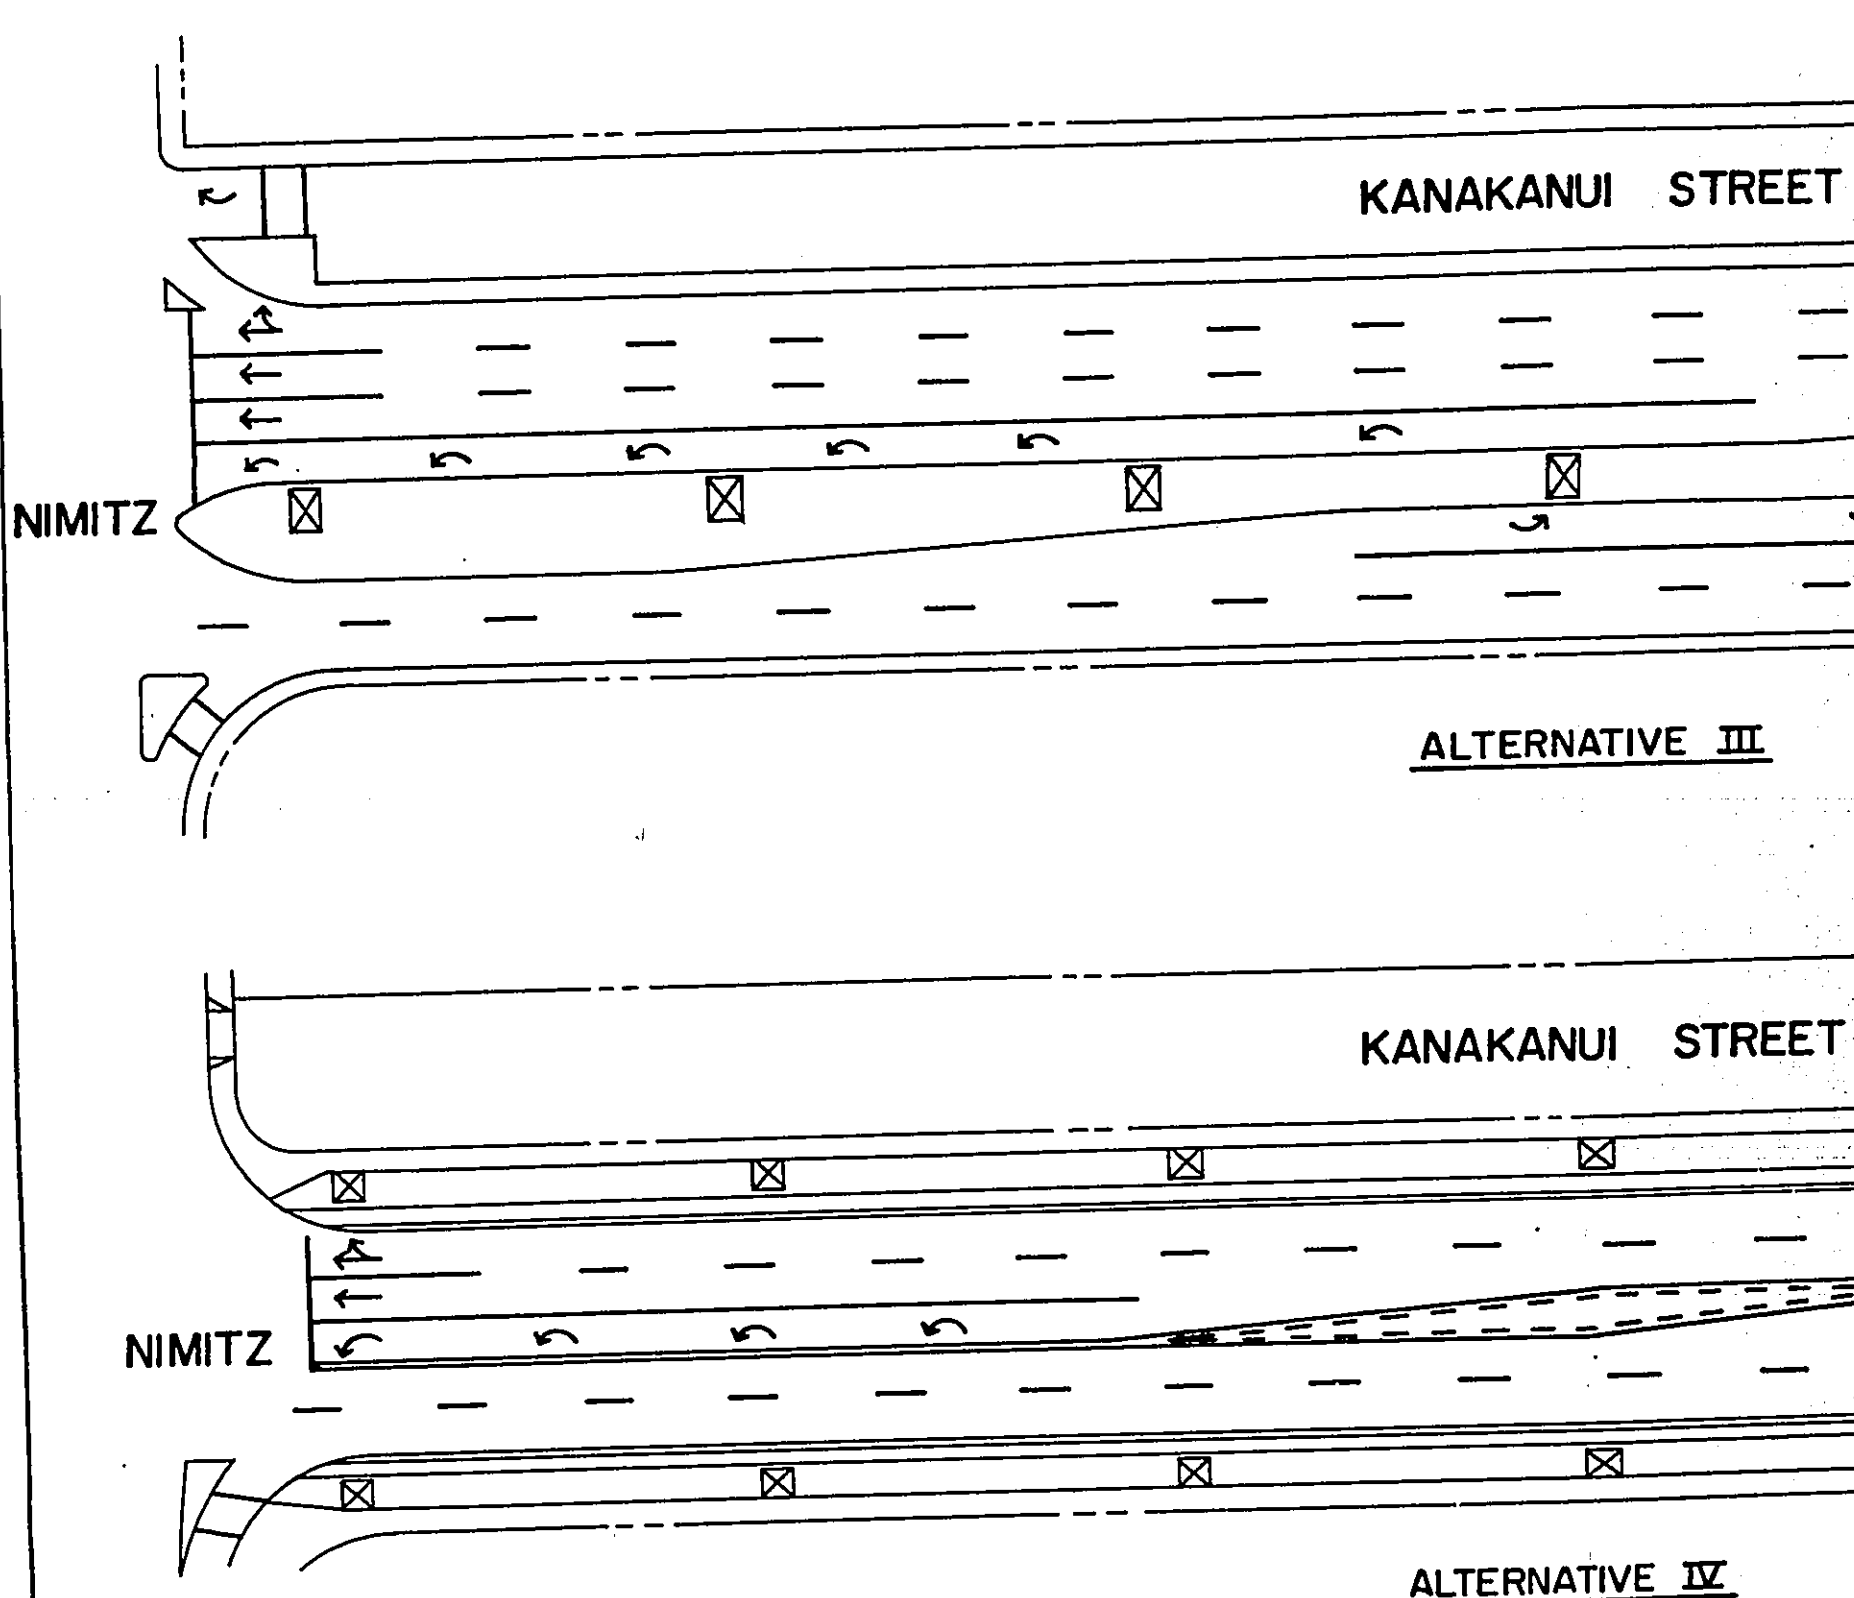 KANAKANUI STREET
NIMITZ
ALTERNATIVE III
KANAKANUI STREET
NIMITZ
ALTERNATIVE IV